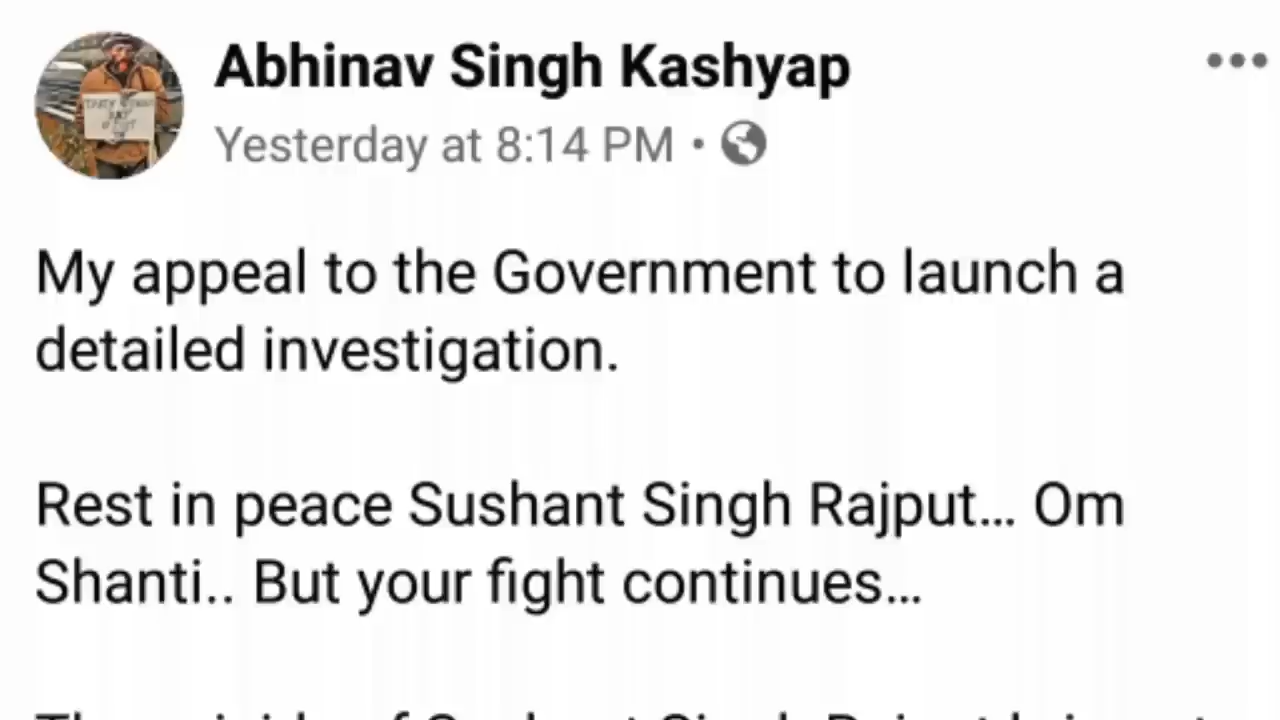 Abhinav Singh Kashyap
Yesterday at 8:14 PM •
My appeal to the Government to launch a
detailed investigation.
Rest in peace Sushant Singh Rajput... Om
Shanti.. But your fight continues...